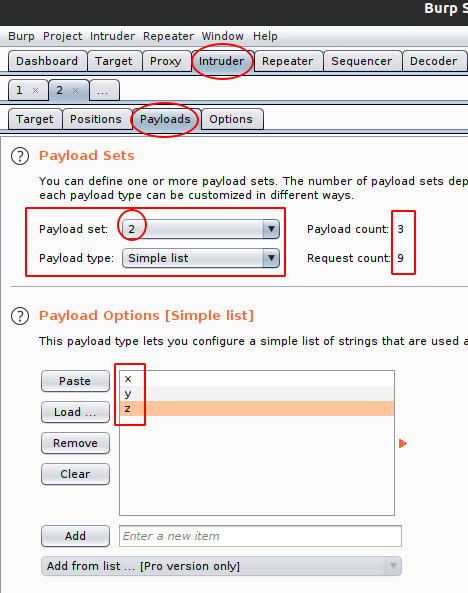 Burp S
Burp Project Intruder Repeater Window Help
Dashboard Target Proxy Intruder Repeater Sequencer Decoder
1 × 2 × ...
Target Positions Payloads Options
? Payload Sets
You can define one or more payload sets. The number of payload sets dep
each payload type can be customized in different ways.
Payload set: 2 Payload count: 3
Payload type: Simple list Request count: 9
? Payload Options [Simple list]
This payload type lets you configure a simple list of strings that are used a
Paste
x
y
Load ...
z
Remove
Clear
Add Enter a new item
Add from list ... [Pro version only]